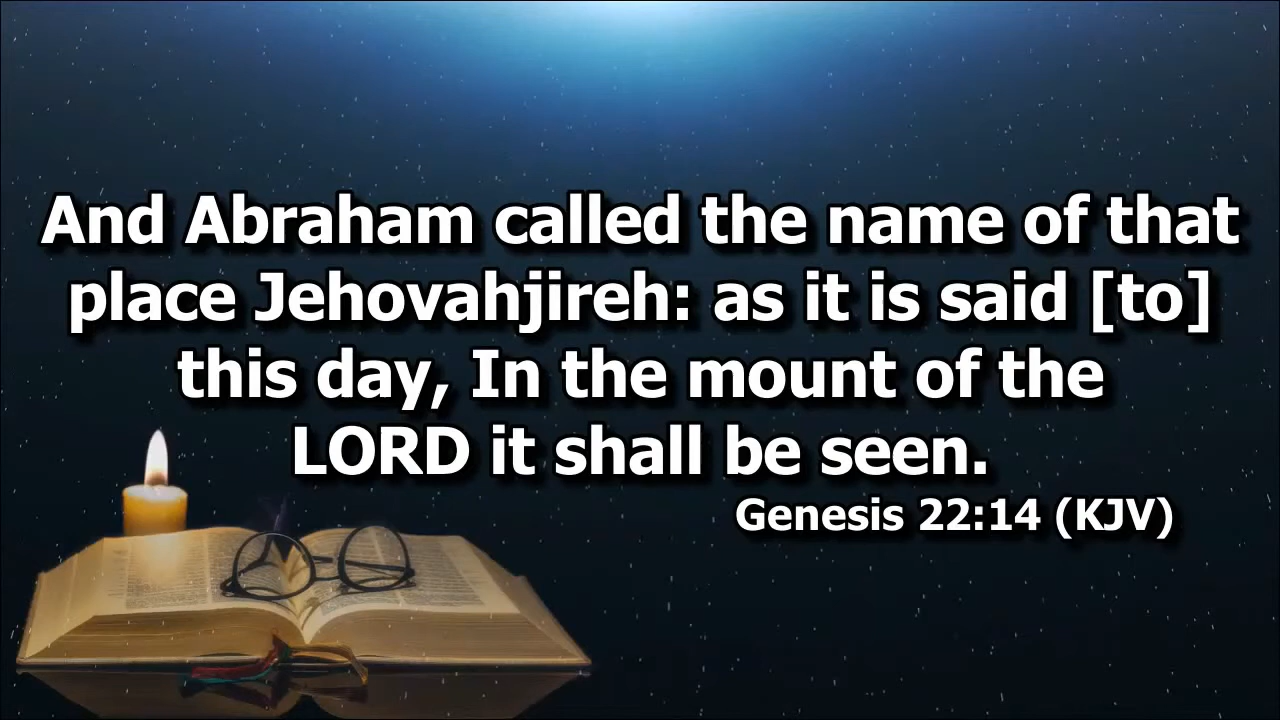 And Abraham called the name of that
place Jehovahjireh: as it is said [to]
this day, In the mount of the
LORD it shall be seen.
Genesis 22:14 (KJV)